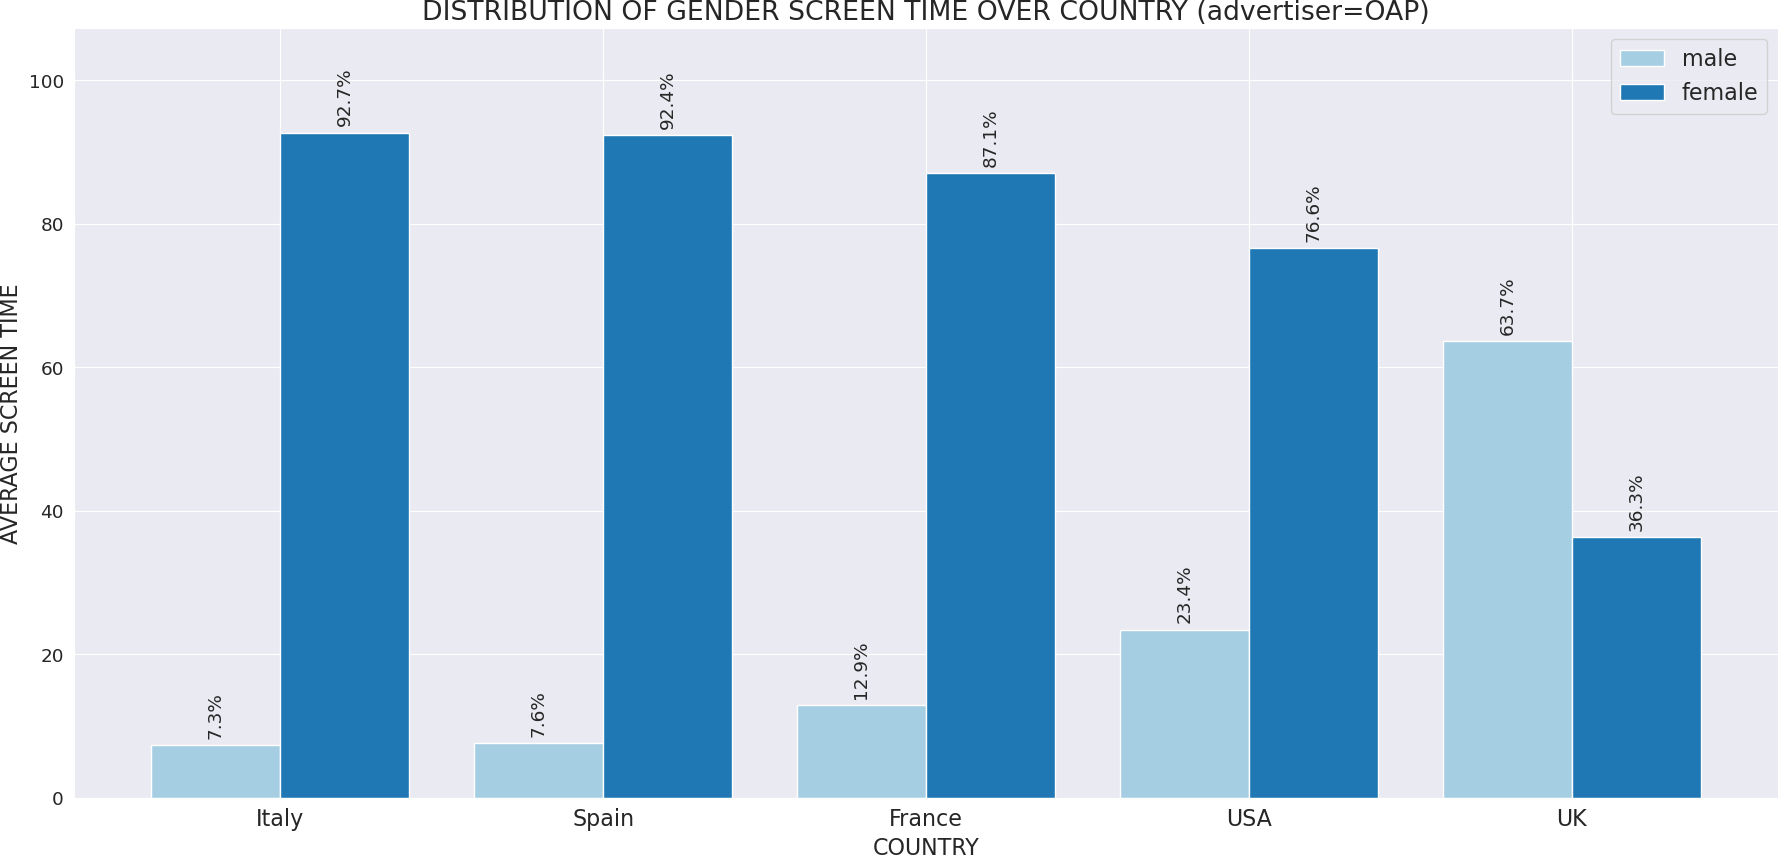 DISTRIBUTION OF GENDER SCREEN TIME OVER COUNTRY (advertiser=OAP)
male
female
100
80
60
40
20
0
AVERAGE SCREEN TIME
7.3%
92.7%
7.6%
92.4%
12.9%
87.1%
23.4%
76.6%
63.7%
36.3%
Italy
Spain
France
USA
UK
COUNTRY